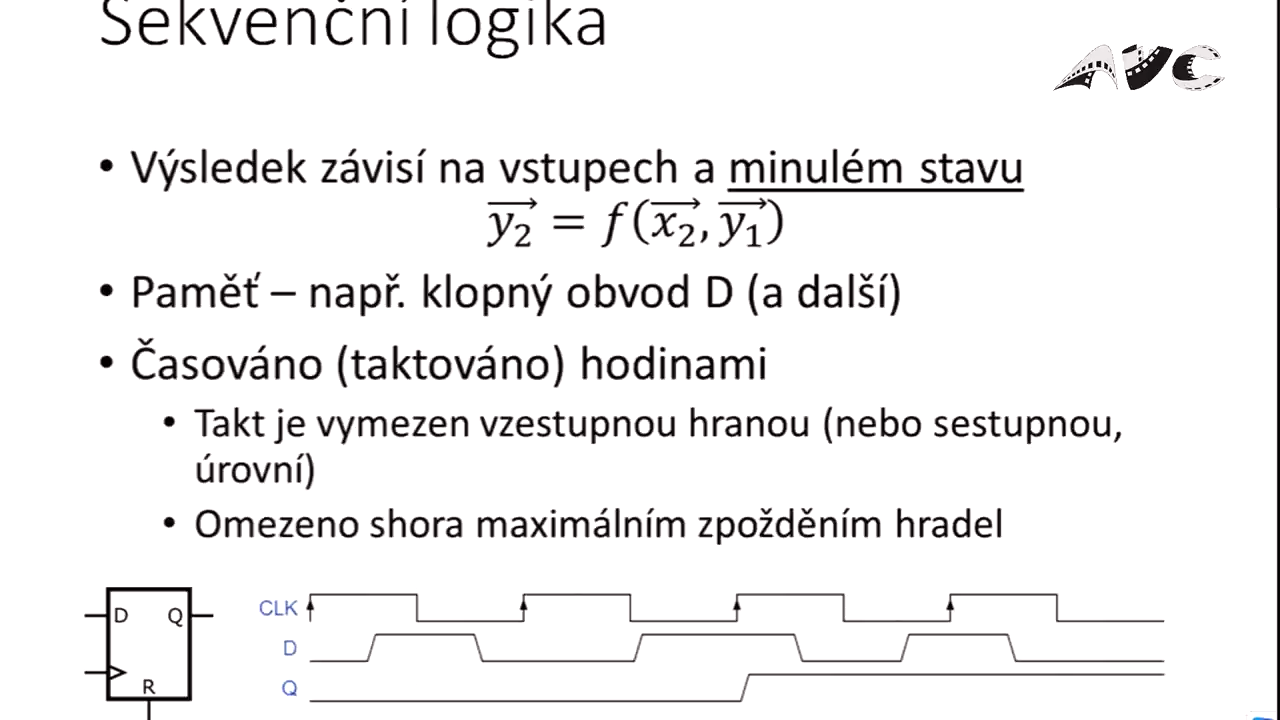 Sekvenční logika
AVC
• Výsledek závisí na vstupech a minulém stavu
y₂ = f(x₂, y₁)
• Paměť – např. klopný obvod D (a další)
• Časováno (taktováno) hodinami
• Takt je vymezen vzestupnou hranou (nebo sestupnou,
úrovní)
• Omezeno shora maximálním zpožděním hradel
D Q
R
CLK
D
Q